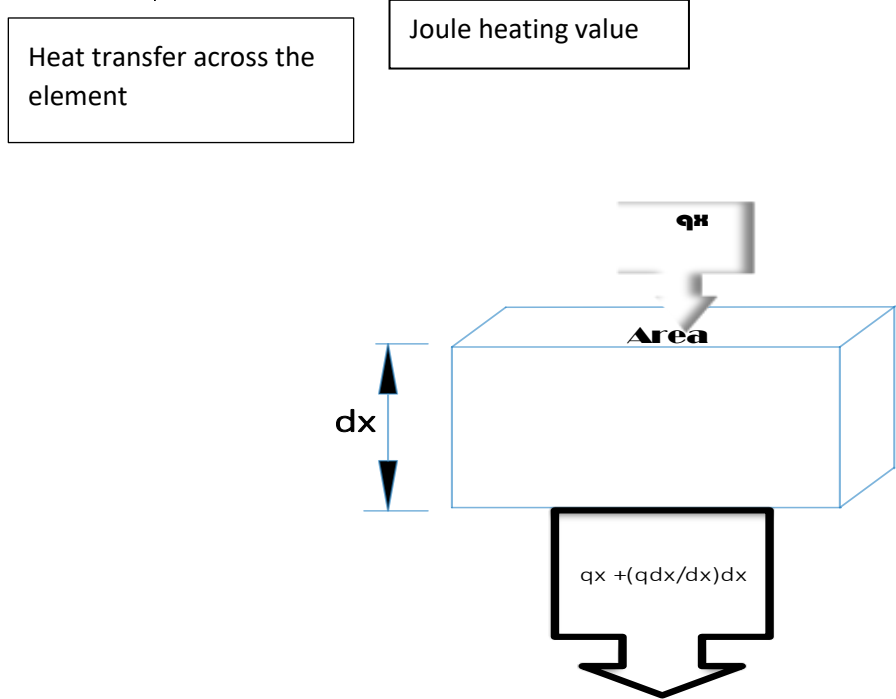 Joule heating value
Heat transfer across the
element
qx
Area
dx
qx +(qdx/dx)dx